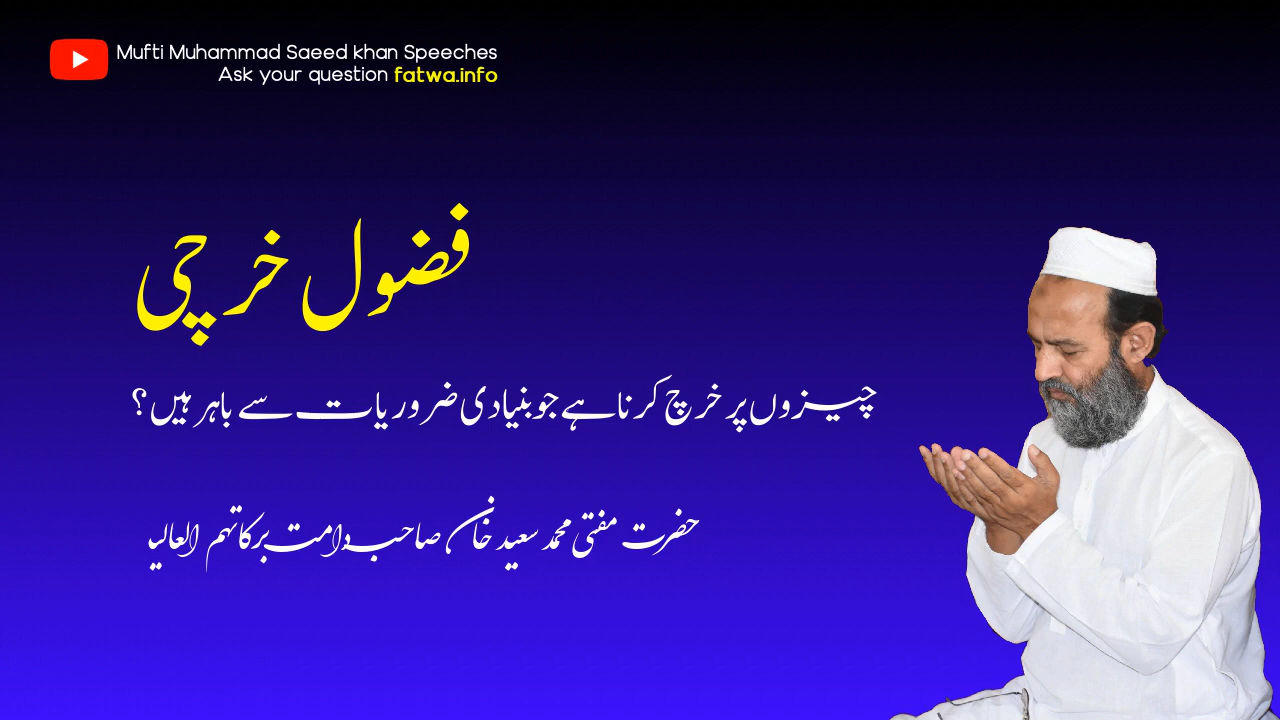 Mufti Muhammad Saeed khan Speeches
Ask your question fatwa.info
فضول خرچی
چیزوں پر خرچ کرنا ہے جو بنیادی ضروریات سے باہر ہیں؟
حضرت مفتی محمد سعید خان صاحب دامت برکاتہم العالیہ